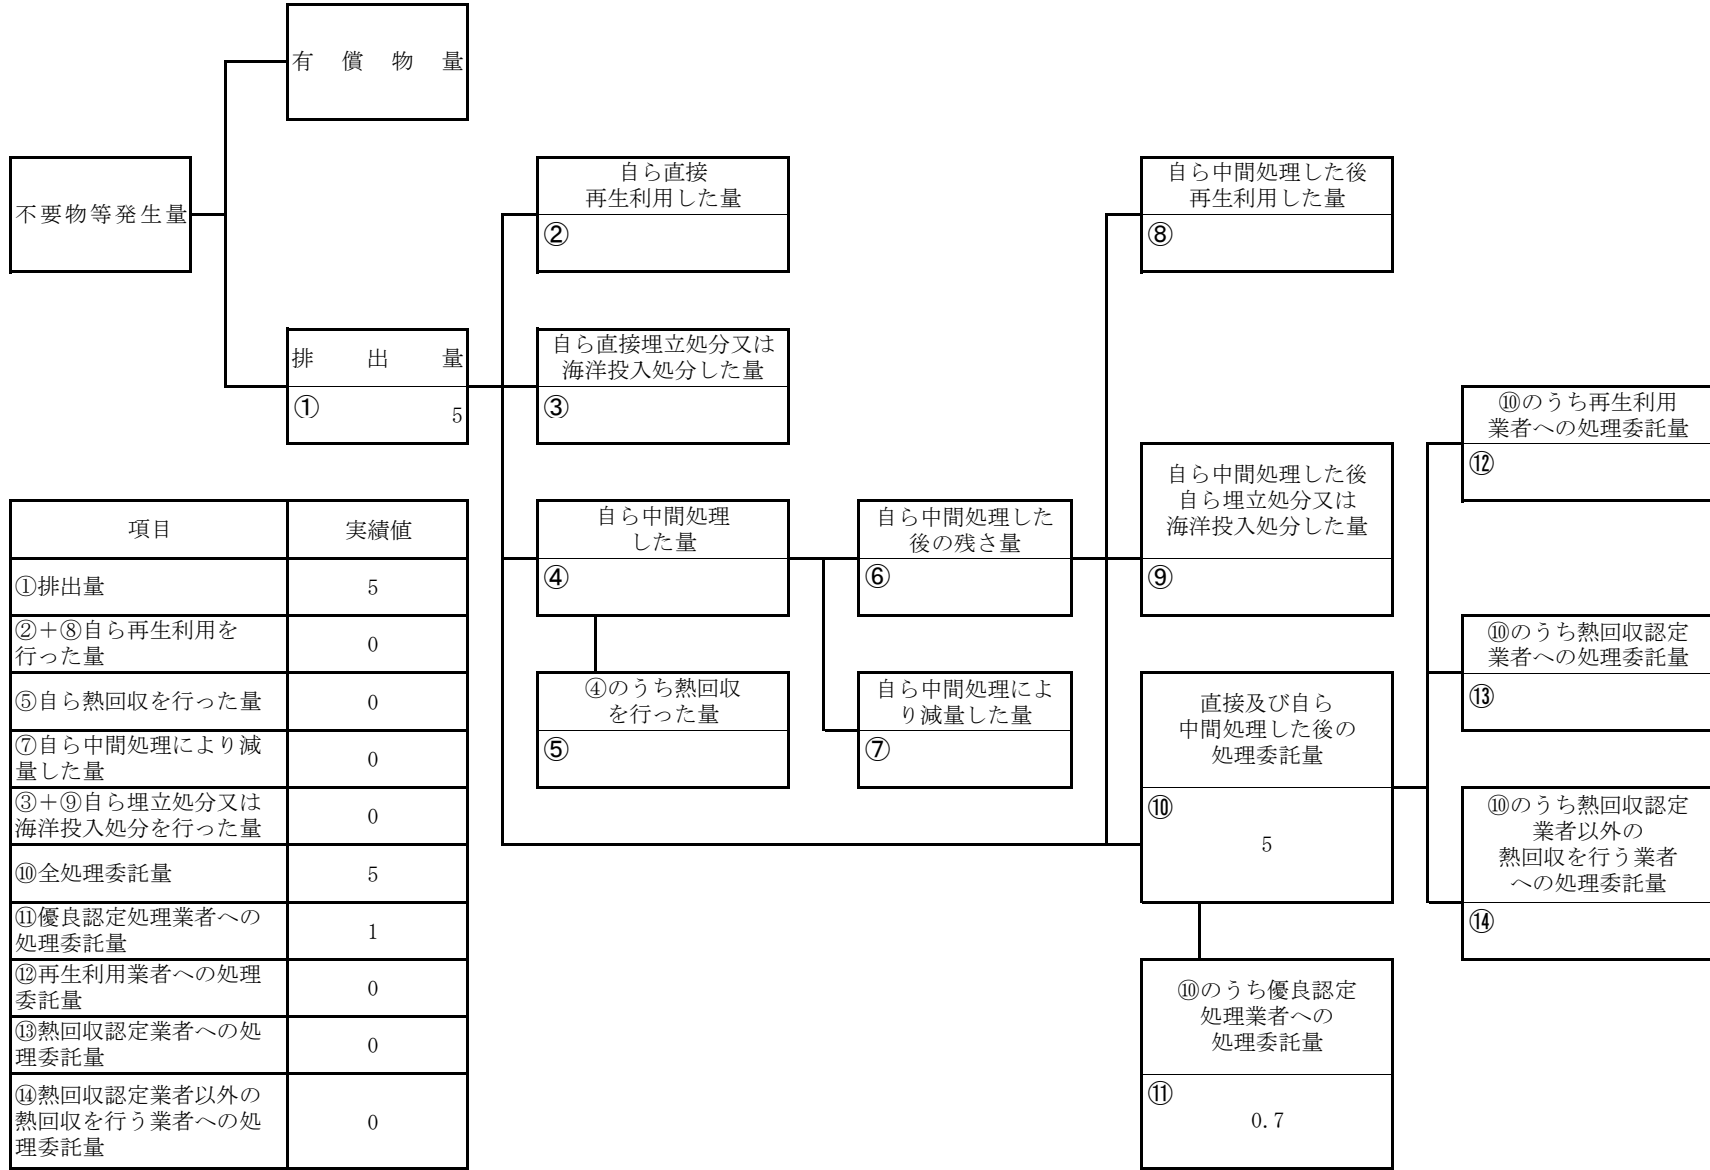 有償物量
不要物等発生量
排出量
① 5
自ら直接
再生利用した量
②
自ら直接埋立処分又は
海洋投入処分した量
③
自ら中間処理
した量
④
④のうち熱回収
を行った量
⑤
自ら中間処理した
後の残さ量
⑥
自ら中間処理によ
り減量した量
⑦
自ら中間処理した後
再生利用した量
⑧
自ら中間処理した後
自ら埋立処分又は
海洋投入処分した量
⑨
直接及び自ら
中間処理した後の
処理委託量
⑩
5
⑩のうち優良認定
処理業者への
処理委託量
⑪
0.7
⑩のうち再生利用
業者への処理委託量
⑫
⑩のうち熱回収認定
業者への処理委託量
⑬
⑩のうち熱回収認定
業者以外の
熱回収を行う業者
への処理委託量
⑭
項目 実績値
①排出量 5
②+⑧自ら再生利用を
行った量 0
⑤自ら熱回収を行った量 0
⑦自ら中間処理により減
量した量 0
③+⑨自ら埋立処分又は
海洋投入処分を行った量 0
⑩全処理委託量 5
⑪優良認定処理業者への
処理委託量 1
⑫再生利用業者への処理
委託量 0
⑬熱回収認定業者への処
理委託量 0
⑭熱回収認定業者以外の
熱回収を行う業者への処
理委託量 0